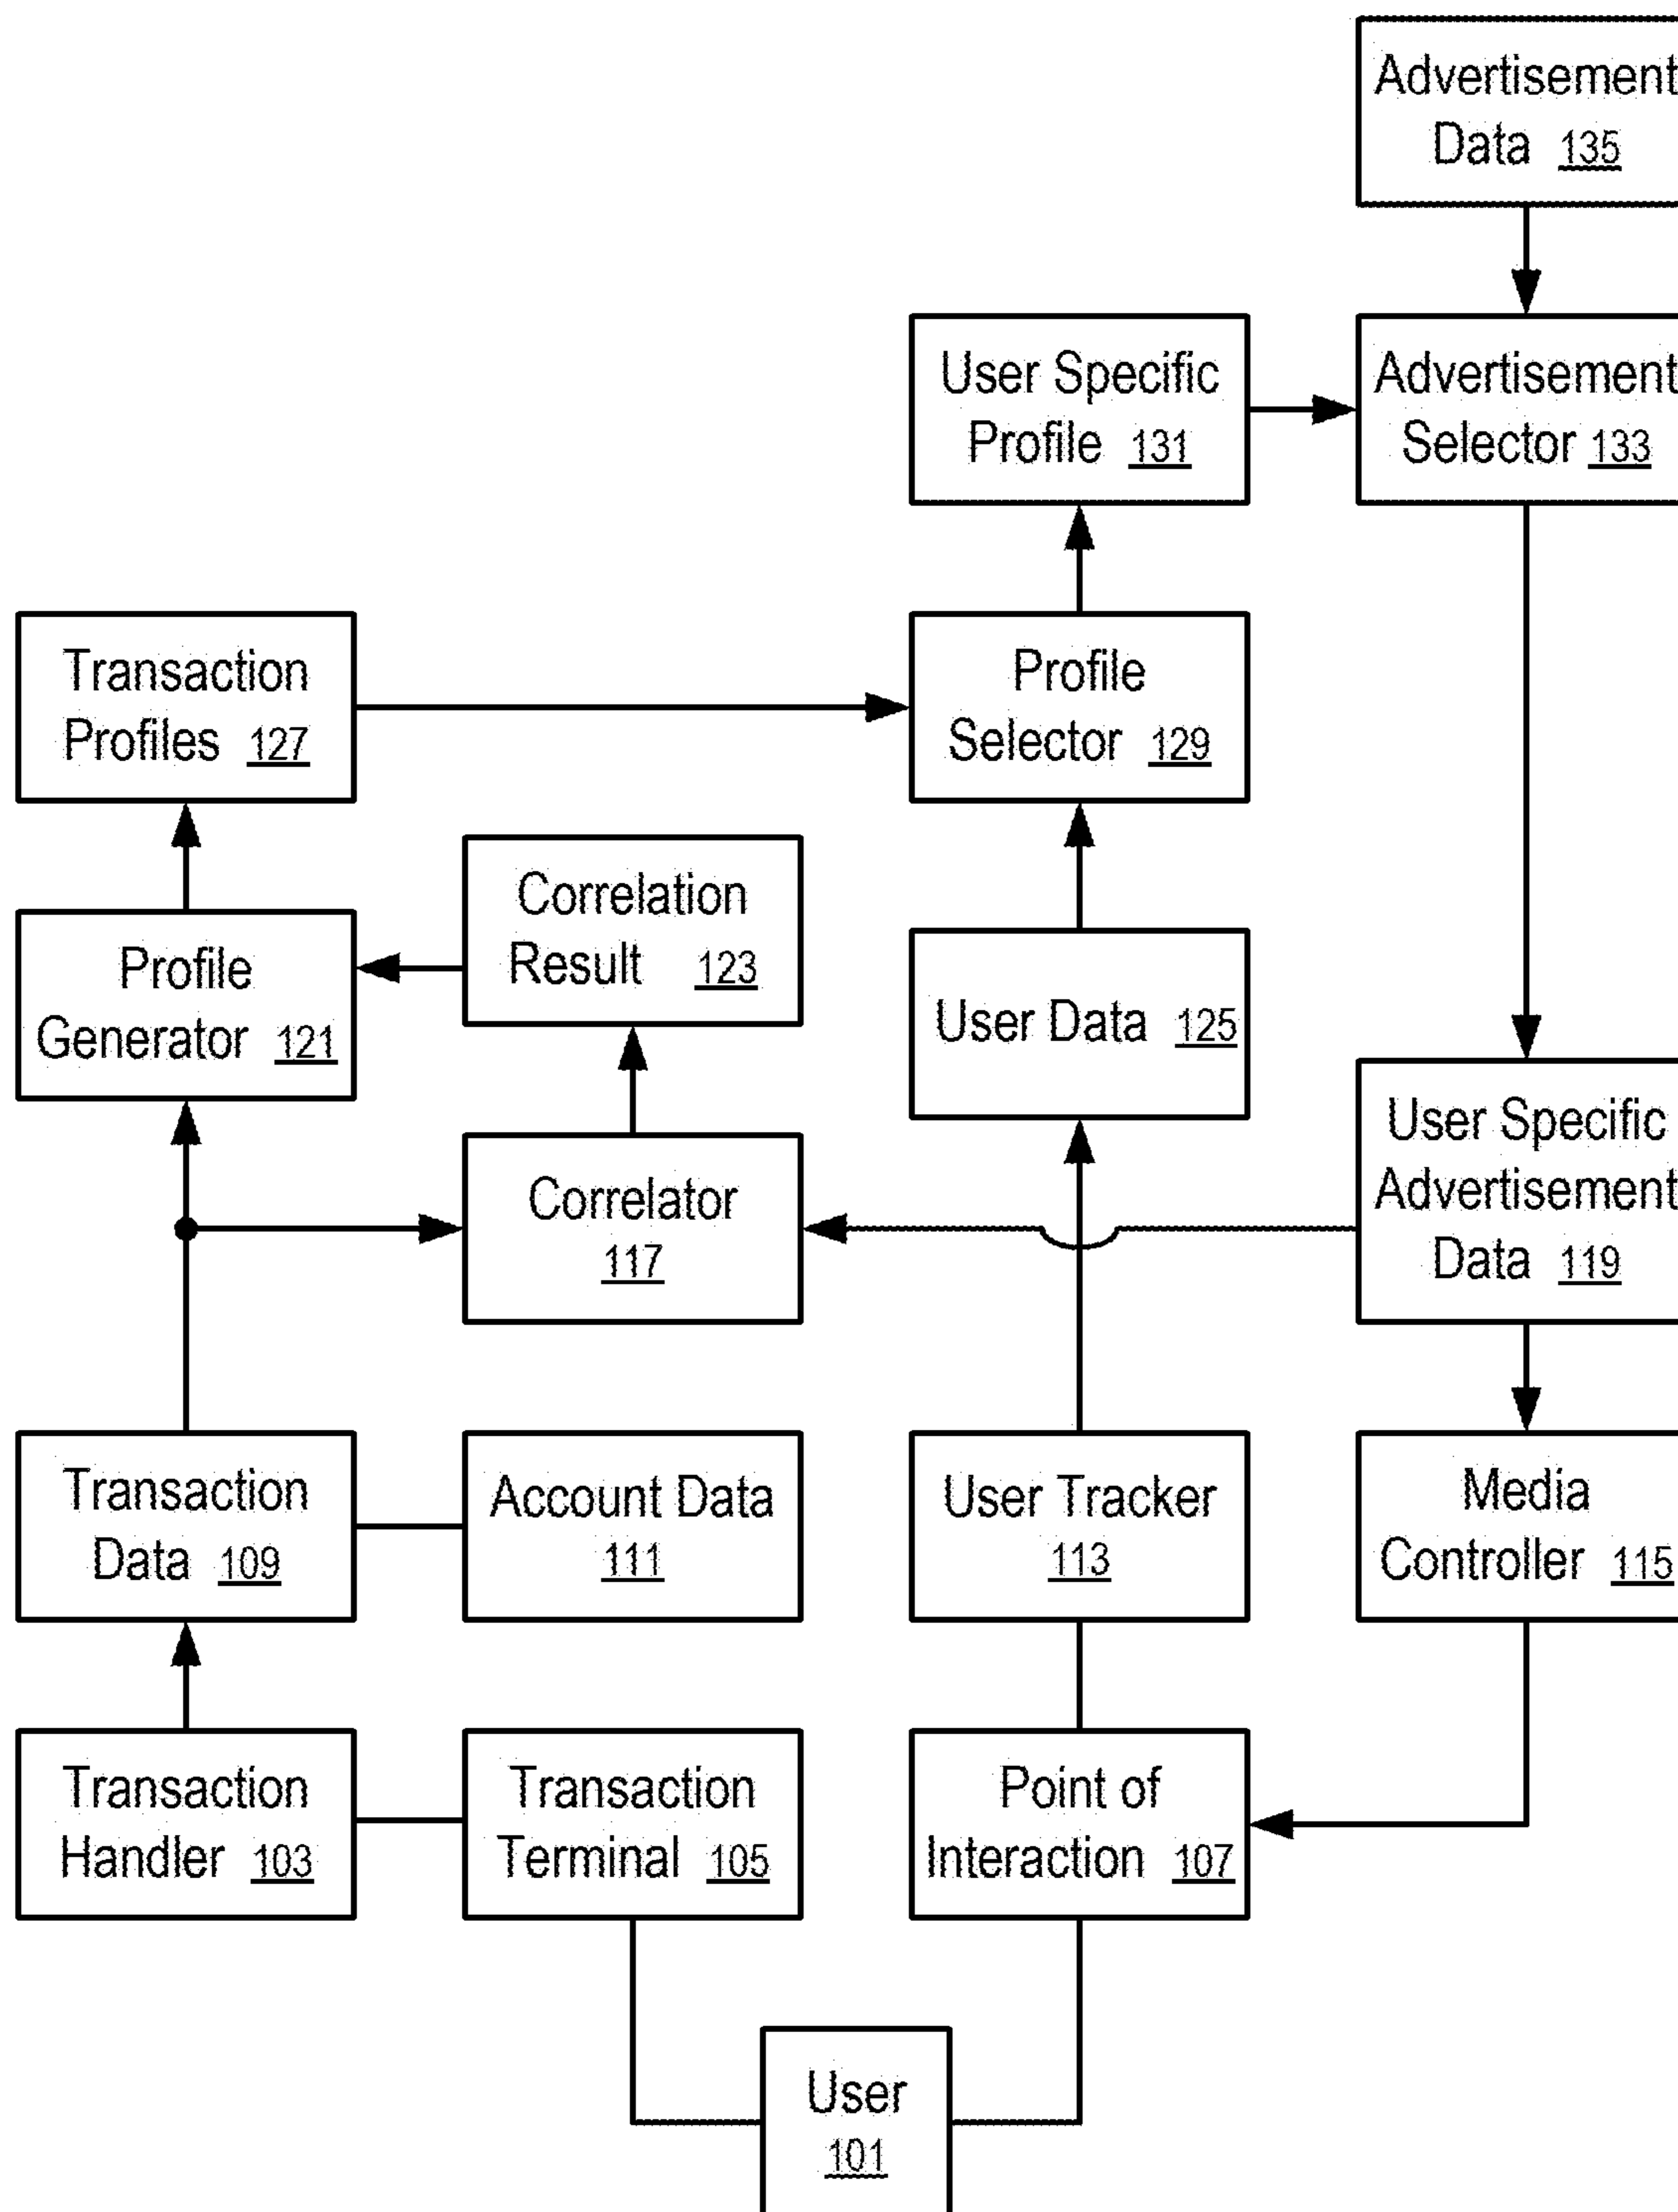 Advertisement
Data 135
User Specific
Profile 131
Advertisement
Selector 133
Transaction
Profiles 127
Profile
Selector 129
Correlation
Result 123
Profile
Generator 121
User Data 125
User Specific
Advertisement
Data 119
Correlator
117
Transaction
Data 109
Account Data
111
User Tracker
113
Media
Controller 115
Transaction
Handler 103
Transaction
Terminal 105
Point of
Interaction 107
User
101